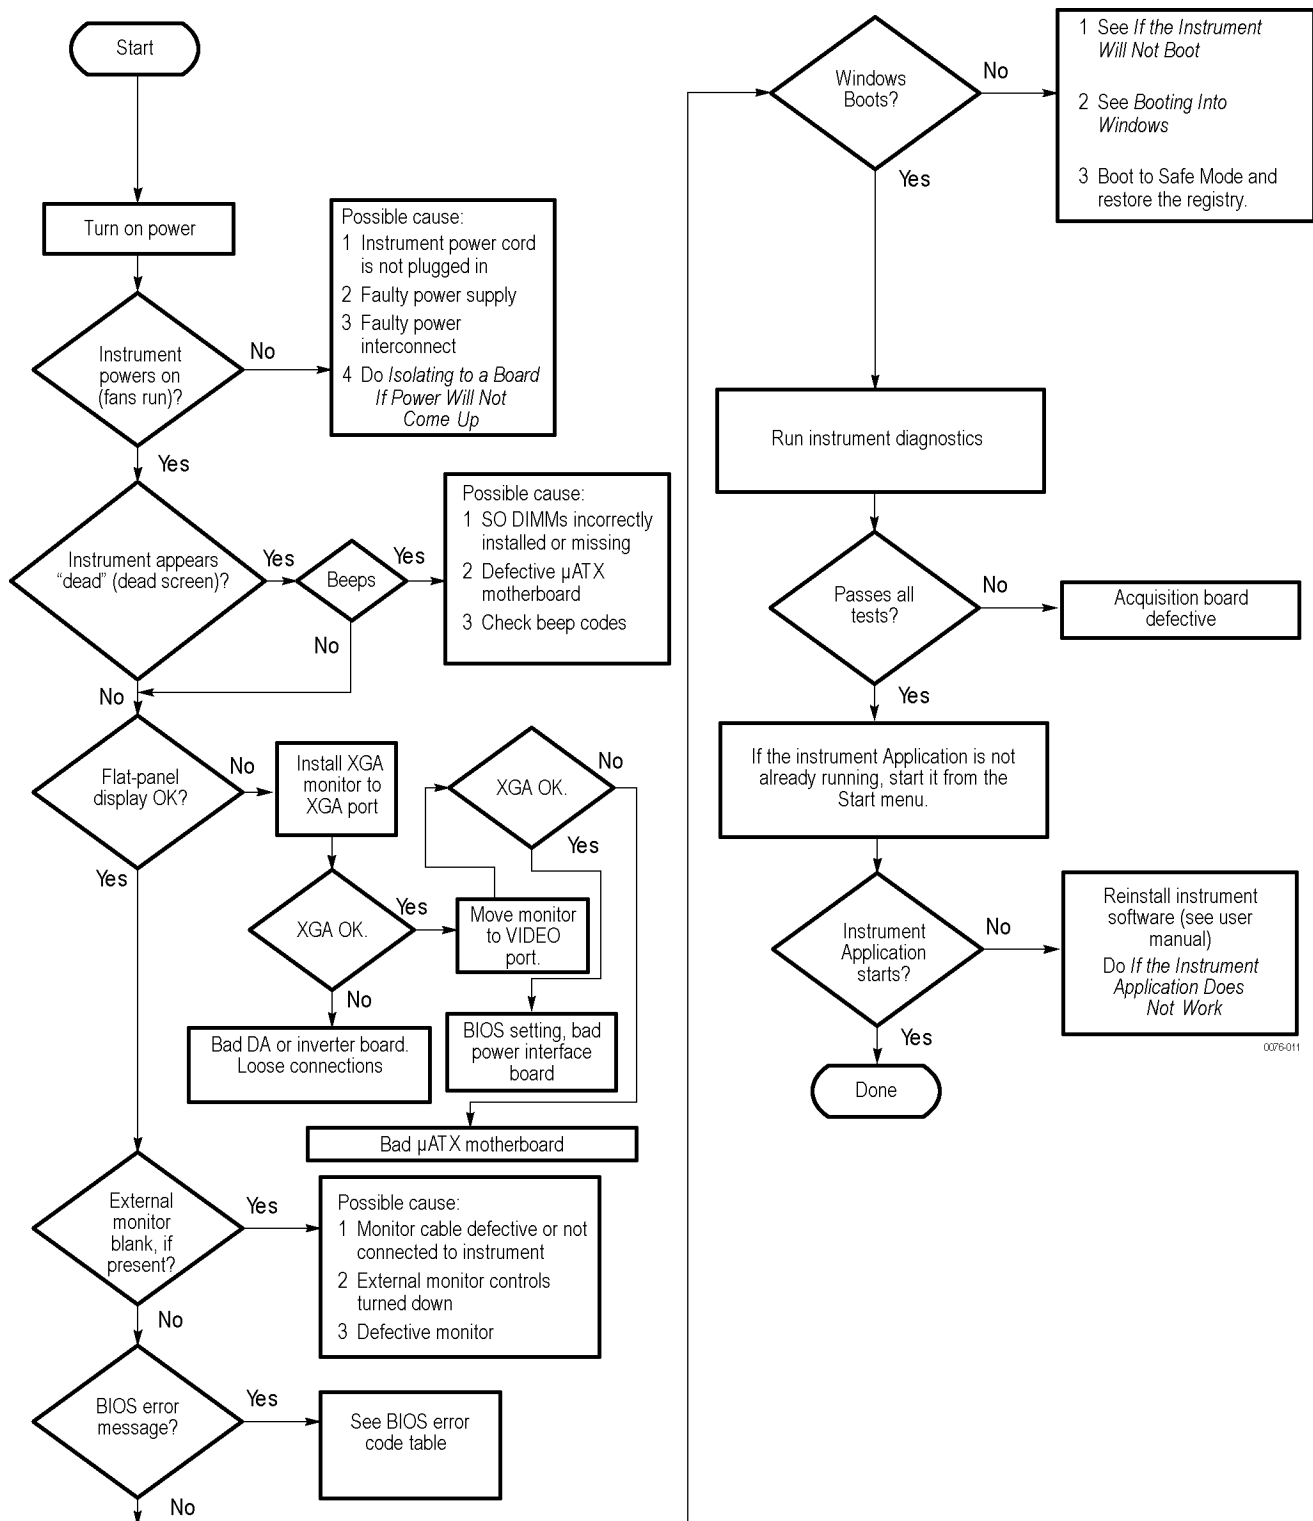 Start
Turn on power
Instrument
powers on
(fans run)?
No
Possible cause:
1 Instrument power cord
is not plugged in
2 Faulty power supply
3 Faulty power
interconnect
4 Do Isolating to a Board
If Power Will Not
Come Up
Yes
Instrument appears
“dead” (dead screen)?
Yes
Beeps
Yes
Possible cause:
1 SO DIMMs incorrectly
installed or missing
2 Defective µATX
motherboard
3 Check beep codes
No
No
Flat-panel
display OK?
No
Install XGA
monitor to
XGA port
XGA OK.
No
Yes
Yes
XGA OK.
Yes
Move monitor
to VIDEO
port.
No
Bad DA or inverter board.
Loose connections
BIOS setting, bad
power interface
board
Bad µATX motherboard
External
monitor
blank, if
present?
Yes
Possible cause:
1 Monitor cable defective or not
connected to instrument
2 External monitor controls
turned down
3 Defective monitor
No
BIOS error
message?
Yes
See BIOS error
code table
No
Windows
Boots?
No
1 See If the Instrument
Will Not Boot
2 See Booting Into
Windows
3 Boot to Safe Mode and
restore the registry.
Yes
Run instrument diagnostics
Passes all
tests?
No
Acquisition board
defective
Yes
If the instrument Application is not
already running, start it from the
Start menu.
Instrument
Application
starts?
No
Reinstall instrument
software (see user
manual)
Do If the Instrument
Application Does
Not Work
Yes
0076-011
Done